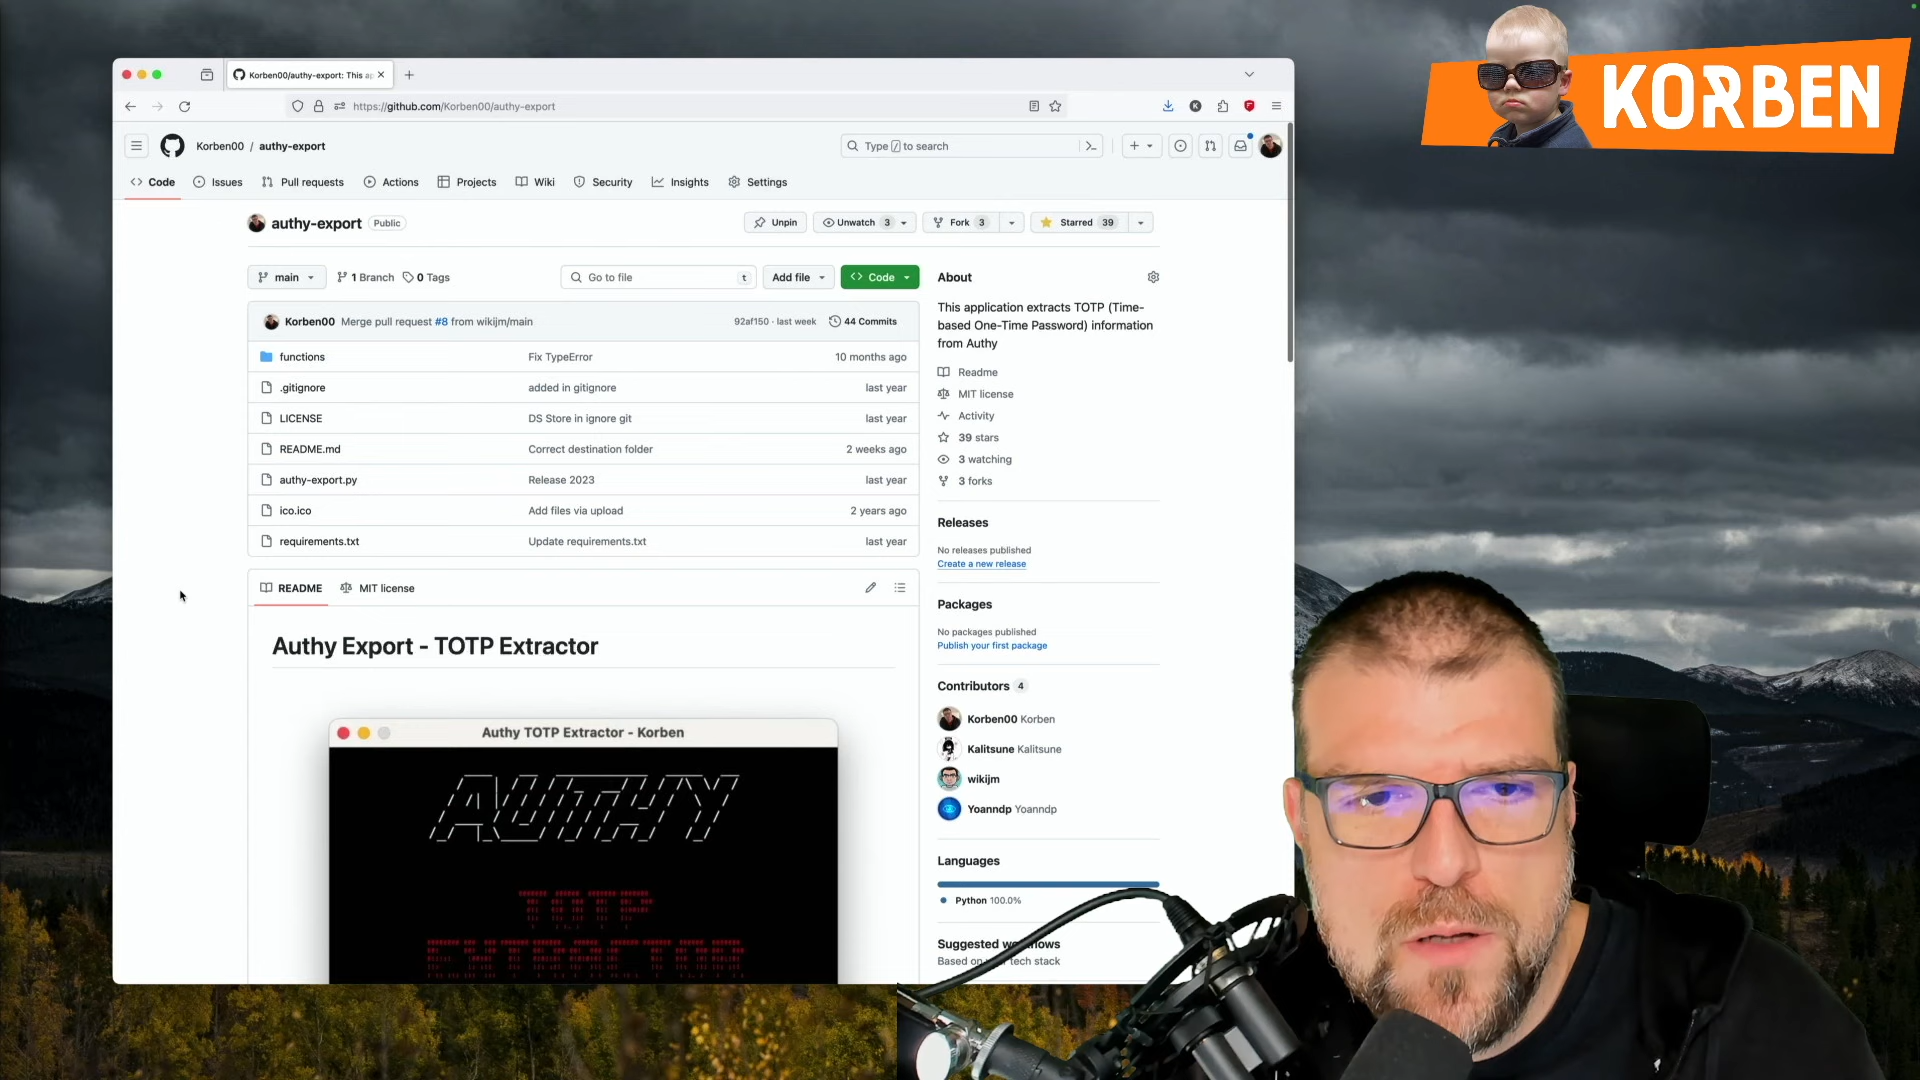 KORBEN
Korben00/authy-export: This ap
https://github.com/Korben00/authy-export
Korben00 / authy-export
Type / to search
Code
Issues
Pull requests
Actions
Projects
Wiki
Security
Insights
Settings
authy-export
Public
Unpin
Unwatch 3
Fork 3
Starred 39
main
1 Branch
0 Tags
Go to file
t
Add file
Code
Korben00 Merge pull request #8 from wikijm/main
92af150 · last week
44 Commits
functions Fix TypeError 10 months ago
.gitignore added in gitignore last year
LICENSE DS Store in ignore git last year
README.md Correct destination folder 2 weeks ago
authy-export.py Release 2023 last year
ico.ico Add files via upload 2 years ago
requirements.txt Update requirements.txt last year
README
MIT license
Authy Export - TOTP Extractor
Authy TOTP Extractor - Korben
AUTHY
TOTP
EXTRACTOR
About
This application extracts TOTP (Time-
based One-Time Password) information
from Authy
Readme
MIT license
Activity
39 stars
3 watching
3 forks
Releases
No releases published
Create a new release
Packages
No packages published
Publish your first package
Contributors 4
Korben00 Korben
Kalitsune Kalitsune
wikijm
Yoanndp Yoanndp
Languages
Python 100.0%
Suggested workflows
Based on your tech stack